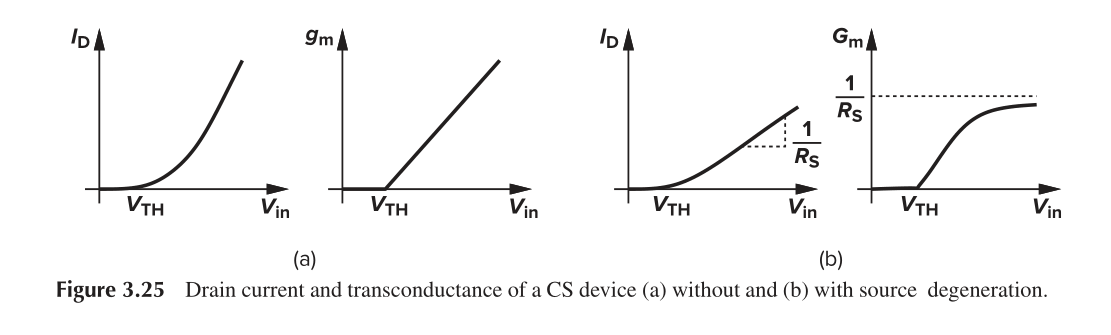 I_D
g_m
I_D
G_m
1
R_S
1
R_S
V_TH
V_in
V_TH
V_in
V_TH
V_in
V_TH
V_in
(a)
(b)
Figure 3.25 Drain current and transconductance of a CS device (a) without and (b) with source degeneration.